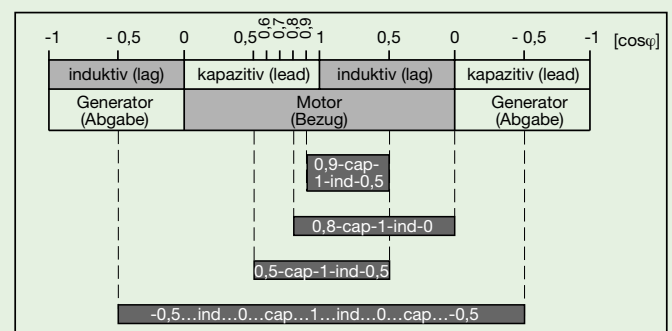 0,6
0,7
0,8
0,9
-1 - 0,5 0 0,5 1 0,5 0 - 0,5 -1 [cosφ]
induktiv (lag) kapazitiv (lead) induktiv (lag) kapazitiv (lead)
Generator Motor Generator
(Abgabe) (Bezug) (Abgabe)
0,9-cap-
1-ind-0,5
0,8-cap-1-ind-0
0,5-cap-1-ind-0,5
-0,5...ind...0...cap...1...ind...0...cap...-0,5